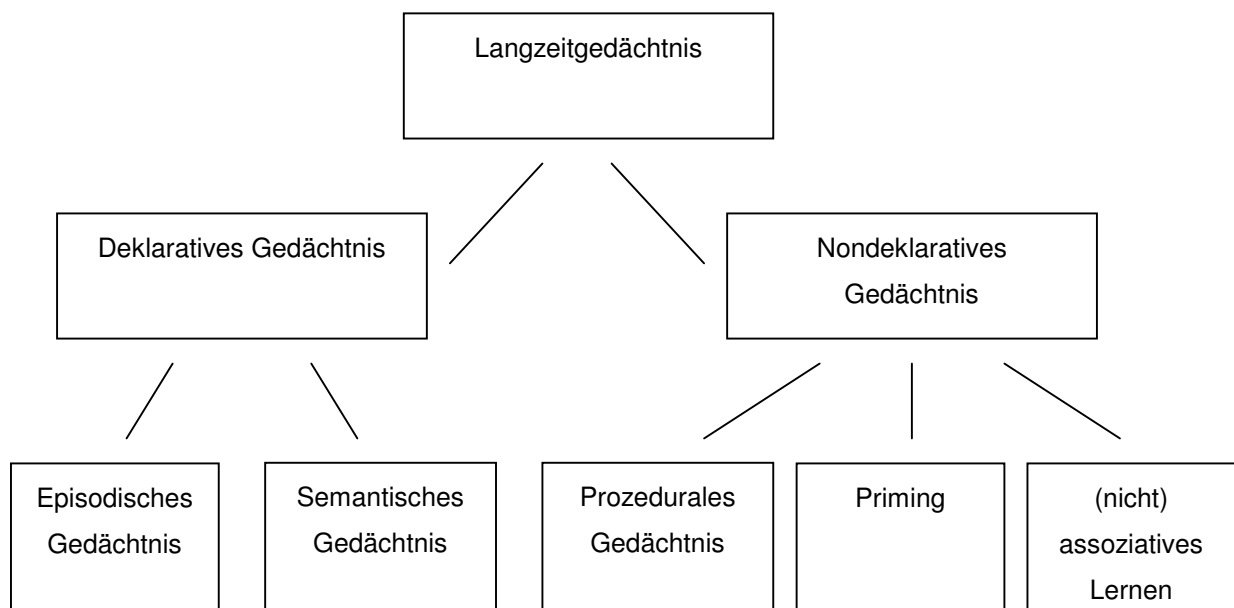 Langzeitgedächtnis
Deklaratives Gedächtnis
Nondeklaratives
Gedächtnis
Episodisches
Gedächtnis
Semantisches
Gedächtnis
Prozedurales
Gedächtnis
Priming
(nicht)
assoziatives
Lernen